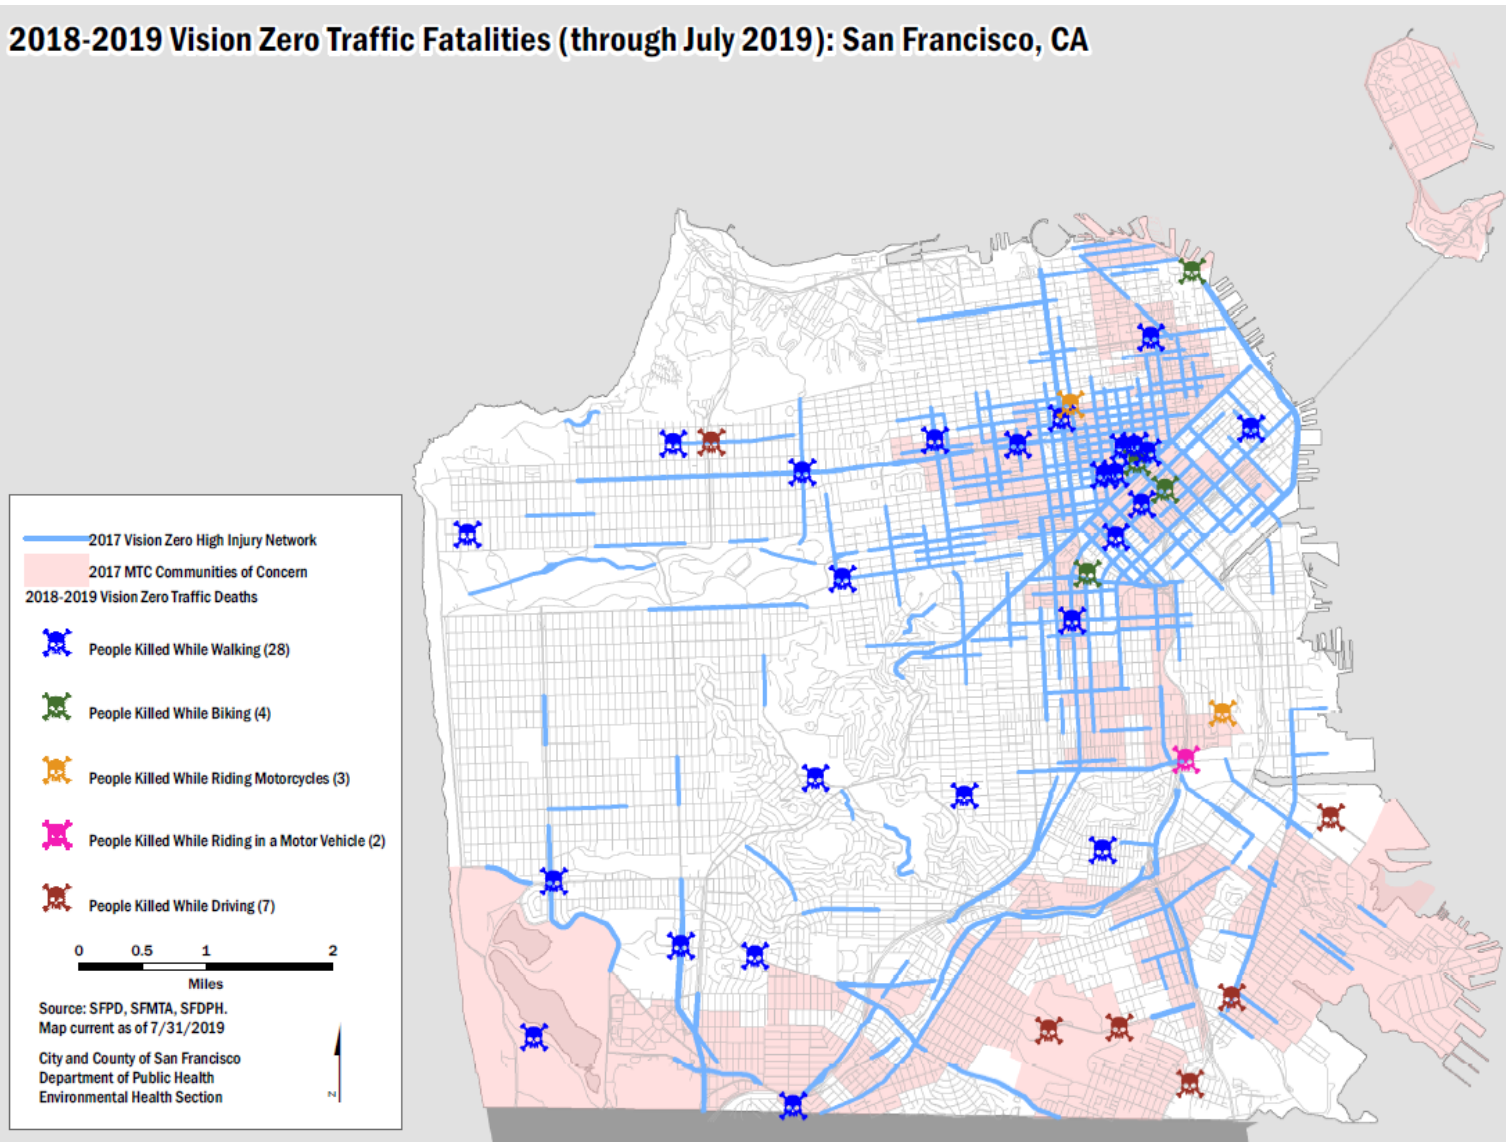 2018-2019 Vision Zero Traffic Fatalities (through July 2019): San Francisco, CA
2017 Vision Zero High Injury Network
2017 MTC Communities of Concern
2018-2019 Vision Zero Traffic Deaths
People Killed While Walking (28)
People Killed While Biking (4)
People Killed While Riding Motorcycles (3)
People Killed While Riding in a Motor Vehicle (2)
People Killed While Driving (7)
0 0.5 1 2
Miles
Source: SFPD, SFMTA, SFDPH.
Map current as of 7/31/2019
City and County of San Francisco
Department of Public Health
Environmental Health Section
N